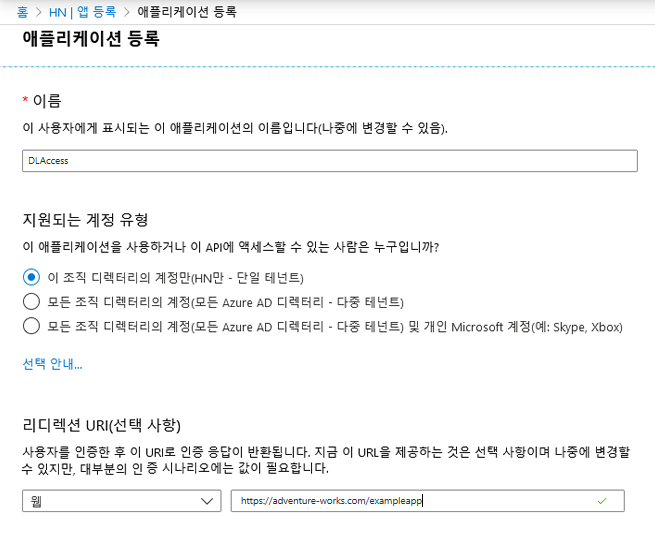 홈 > HN | 앱 등록 > 애플리케이션 등록
애플리케이션 등록
* 이름
이 사용자에게 표시되는 이 애플리케이션의 이름입니다(나중에 변경할 수 있음).
DLAccess
지원되는 계정 유형
이 애플리케이션을 사용하거나 이 API에 액세스할 수 있는 사람은 누구입니까?
이 조직 디렉터리의 계정만(HN만 - 단일 테넌트)
모든 조직 디렉터리의 계정(모든 Azure AD 디렉터리 - 다중 테넌트)
모든 조직 디렉터리의 계정(모든 Azure AD 디렉터리 - 다중 테넌트) 및 개인 Microsoft 계정(예: Skype, Xbox)
선택 안내...
리디렉션 URI(선택 사항)
사용자를 인증한 후 이 URI로 인증 응답이 반환됩니다. 지금 이 URL을 제공하는 것은 선택 사항이며 나중에 변경할
수 있지만, 대부분의 인 증 시나리오에는 값이 필요합니다.
웹 https://adventure-works.com/exampleapp